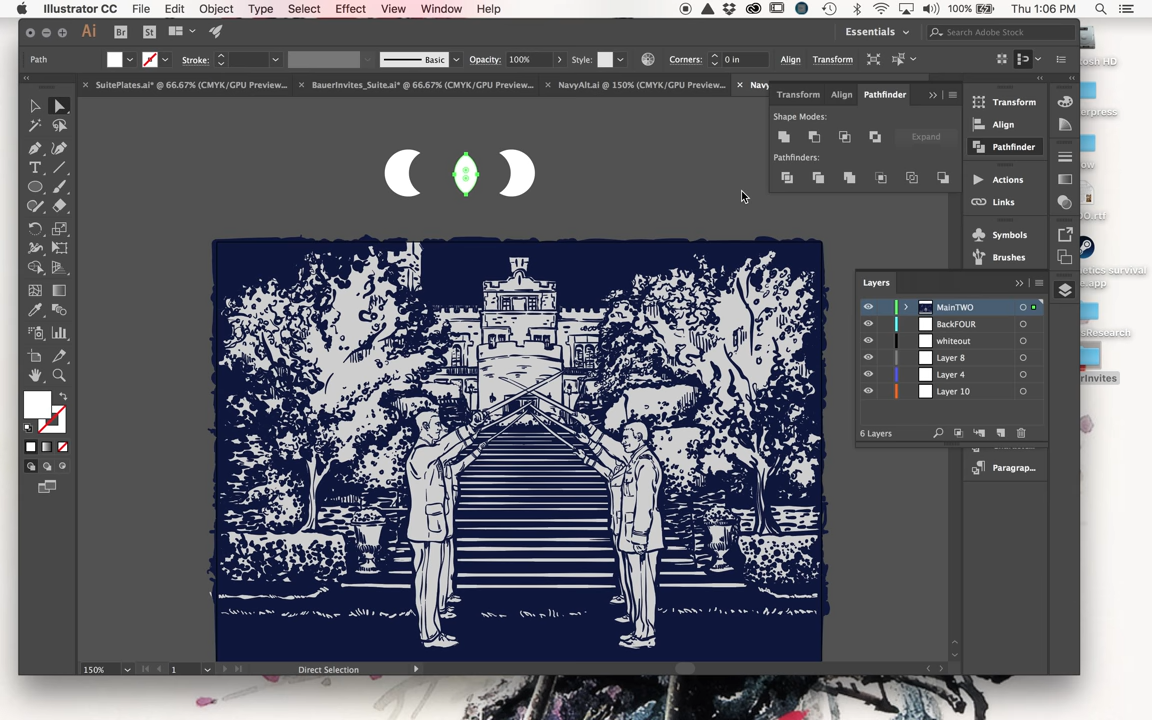 Illustrator CC File Edit Object Type Select Effect View Window Help 100% Thu 1:06 PM
Ai Br St Essentials Search Adobe Stock
Path Stroke: Basic Opacity: 100% Style: Corners: 0 in Align Transform
× SuitePlates.ai* @ 66.67% (CMYK/GPU Preview... × BauerInvites_Suite.ai* @ 66.67% (CMYK/GPU Preview... × NavyAlt.ai @ 150% (CMYK/GPU Preview... × Navy
Transform Align Pathfinder
Shape Modes:
Expand
Pathfinders:
Transform
Align
Pathfinder
Actions
Links
Symbols
Brushes
Layers
MainTWO
BackFOUR
whiteout
Layer 8
Layer 4
Layer 10
6 Layers
Paragrap...
150% 1 Direct Selection